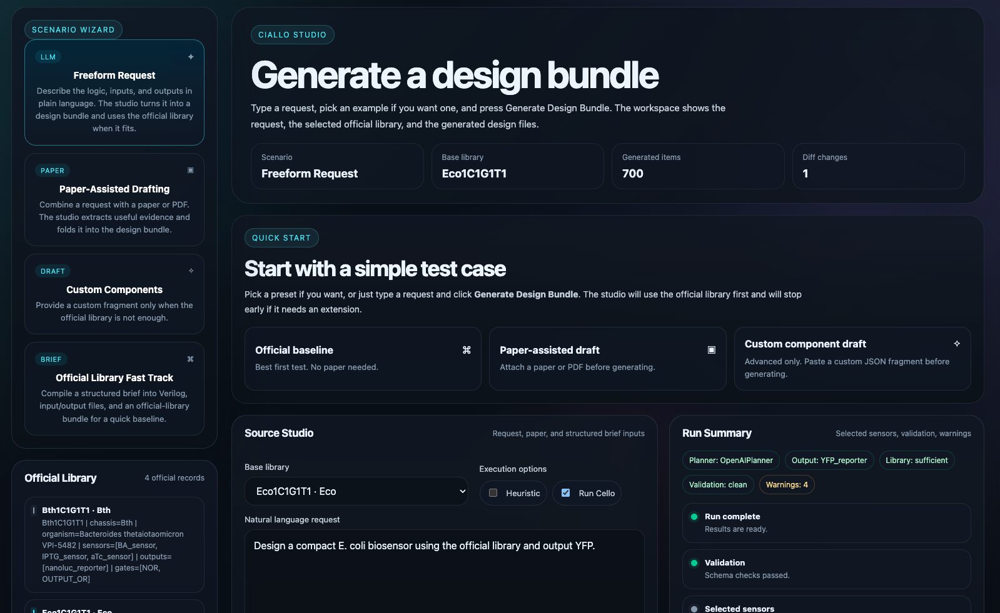 SCENARIO WIZARD
LLM
Freeform Request
Describe the logic, inputs, and outputs in
plain language. The studio turns it into a
design bundle and uses the official library
when it fits.
PAPER
Paper-Assisted Drafting
Combine a request with a paper or PDF.
The studio extracts useful evidence and
folds it into the design bundle.
DRAFT
Custom Components
Provide a custom fragment only when the
official library is not enough.
BRIEF
Official Library Fast Track
Compile a structured brief into Verilog,
input/output files, and an official-library
bundle for a quick baseline.
Official Library
4 official records
Bth1C1G1T1 · Bth
Bth1C1G1T1 | chassis=Bth |
organism=Bacteroides thetaiotaomicron
VPI-5482 | sensors=[BA_sensor,
IPTG_sensor, aTc_sensor] | outputs=
[nanoluc_reporter] | gates=[NOR,
OUTPUT_OR]
Eco1C1G1T1 · Eco
CIALLO STUDIO
Generate a design bundle
Type a request, pick an example if you want one, and press Generate Design Bundle. The workspace shows the
request, the selected official library, and the generated design files.
Scenario
Freeform Request
Base library
Eco1C1G1T1
Generated items
700
Diff changes
1
QUICK START
Start with a simple test case
Pick a preset if you want, or just type a request and click Generate Design Bundle. The studio will use the official library first and will stop
early if it needs an extension.
Official baseline
Best first test. No paper needed.
Paper-assisted draft
Attach a paper or PDF before generating.
Custom component draft
Advanced only. Paste a custom JSON fragment before
generating.
Source Studio
Request, paper, and structured brief inputs
Base library
Eco1C1G1T1 · Eco
Execution options
Heuristic
Run Cello
Natural language request
Design a compact E. coli biosensor using the official library and output YFP.
Run Summary
Selected sensors, validation, warnings
Planner: OpenAIPlanner
Output: YFP_reporter
Library: sufficient
Validation: clean
Warnings: 4
Run complete
Results are ready.
Validation
Schema checks passed.
Selected sensors